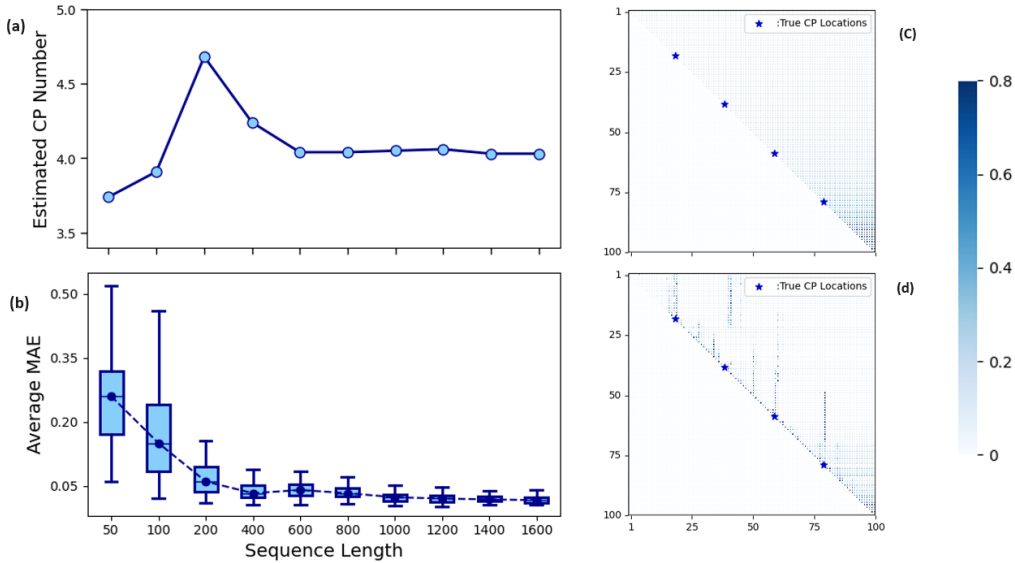 (a)
5.0
4.5
4.0
3.5
Estimated CP Number
(b)
0.50
0.35
0.20
0.05
Average MAE
50 100 200 400 600 800 1000 1200 1400 1600
Sequence Length
(C)
1
25
50
75
100
:True CP Locations
(d)
1
25
50
75
100
:True CP Locations
1 25 50 75 100
0.8
0.6
0.4
0.2
0